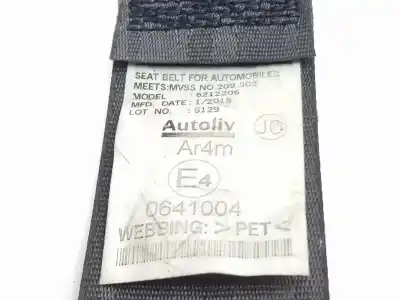 SEAT BELT FOR AUTOMOBILES
MEETS:MVSS NO.209.302
MODEL : 6212306
MFD. DATE: 1/2015
LOT NO. : 5129
Autoliv JO
Ar4m
E4
0641004
WEBBING: >PET<